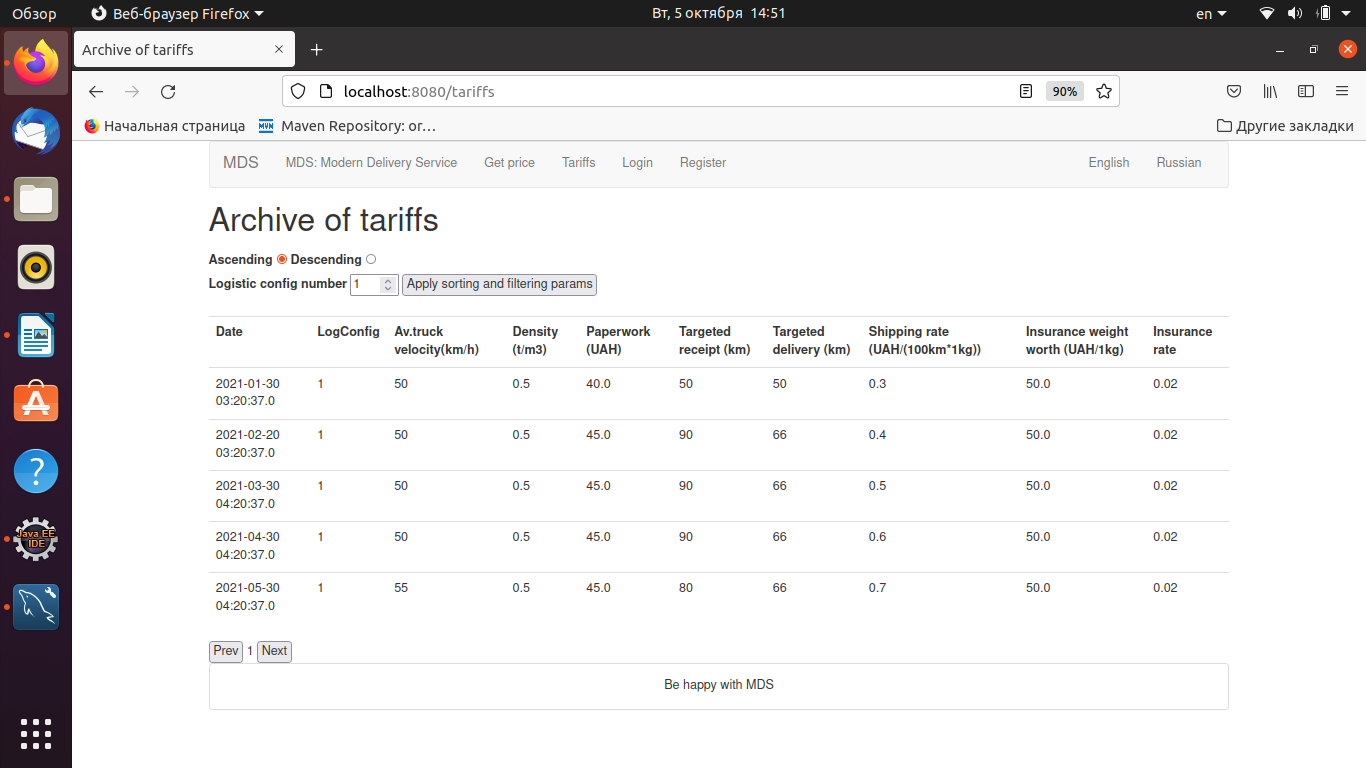 Обзор Веб-браузер Firefox Вт, 5 октября 14:51 en
Archive of tariffs
localhost:8080/tariffs 90%
Начальная страница Maven Repository: or… Другие закладки
MDS MDS: Modern Delivery Service Get price Tariffs Login Register English Russian
Archive of tariffs
Ascending Descending
Logistic config number 1 Apply sorting and filtering params
Date LogConfig Av.truck Density Paperwork Targeted Targeted Shipping rate Insurance weight Insurance
velocity(km/h) (t/m3) (UAH) receipt (km) delivery (km) (UAH/(100km*1kg)) worth (UAH/1kg) rate
2021-01-30 1 50 0.5 40.0 50 50 0.3 50.0 0.02
03:20:37.0
2021-02-20 1 50 0.5 45.0 90 66 0.4 50.0 0.02
03:20:37.0
2021-03-30 1 50 0.5 45.0 90 66 0.5 50.0 0.02
04:20:37.0
2021-04-30 1 50 0.5 45.0 90 66 0.6 50.0 0.02
04:20:37.0
Java EE
IDE
2021-05-30 1 55 0.5 45.0 80 66 0.7 50.0 0.02
04:20:37.0
Prev 1 Next
Be happy with MDS